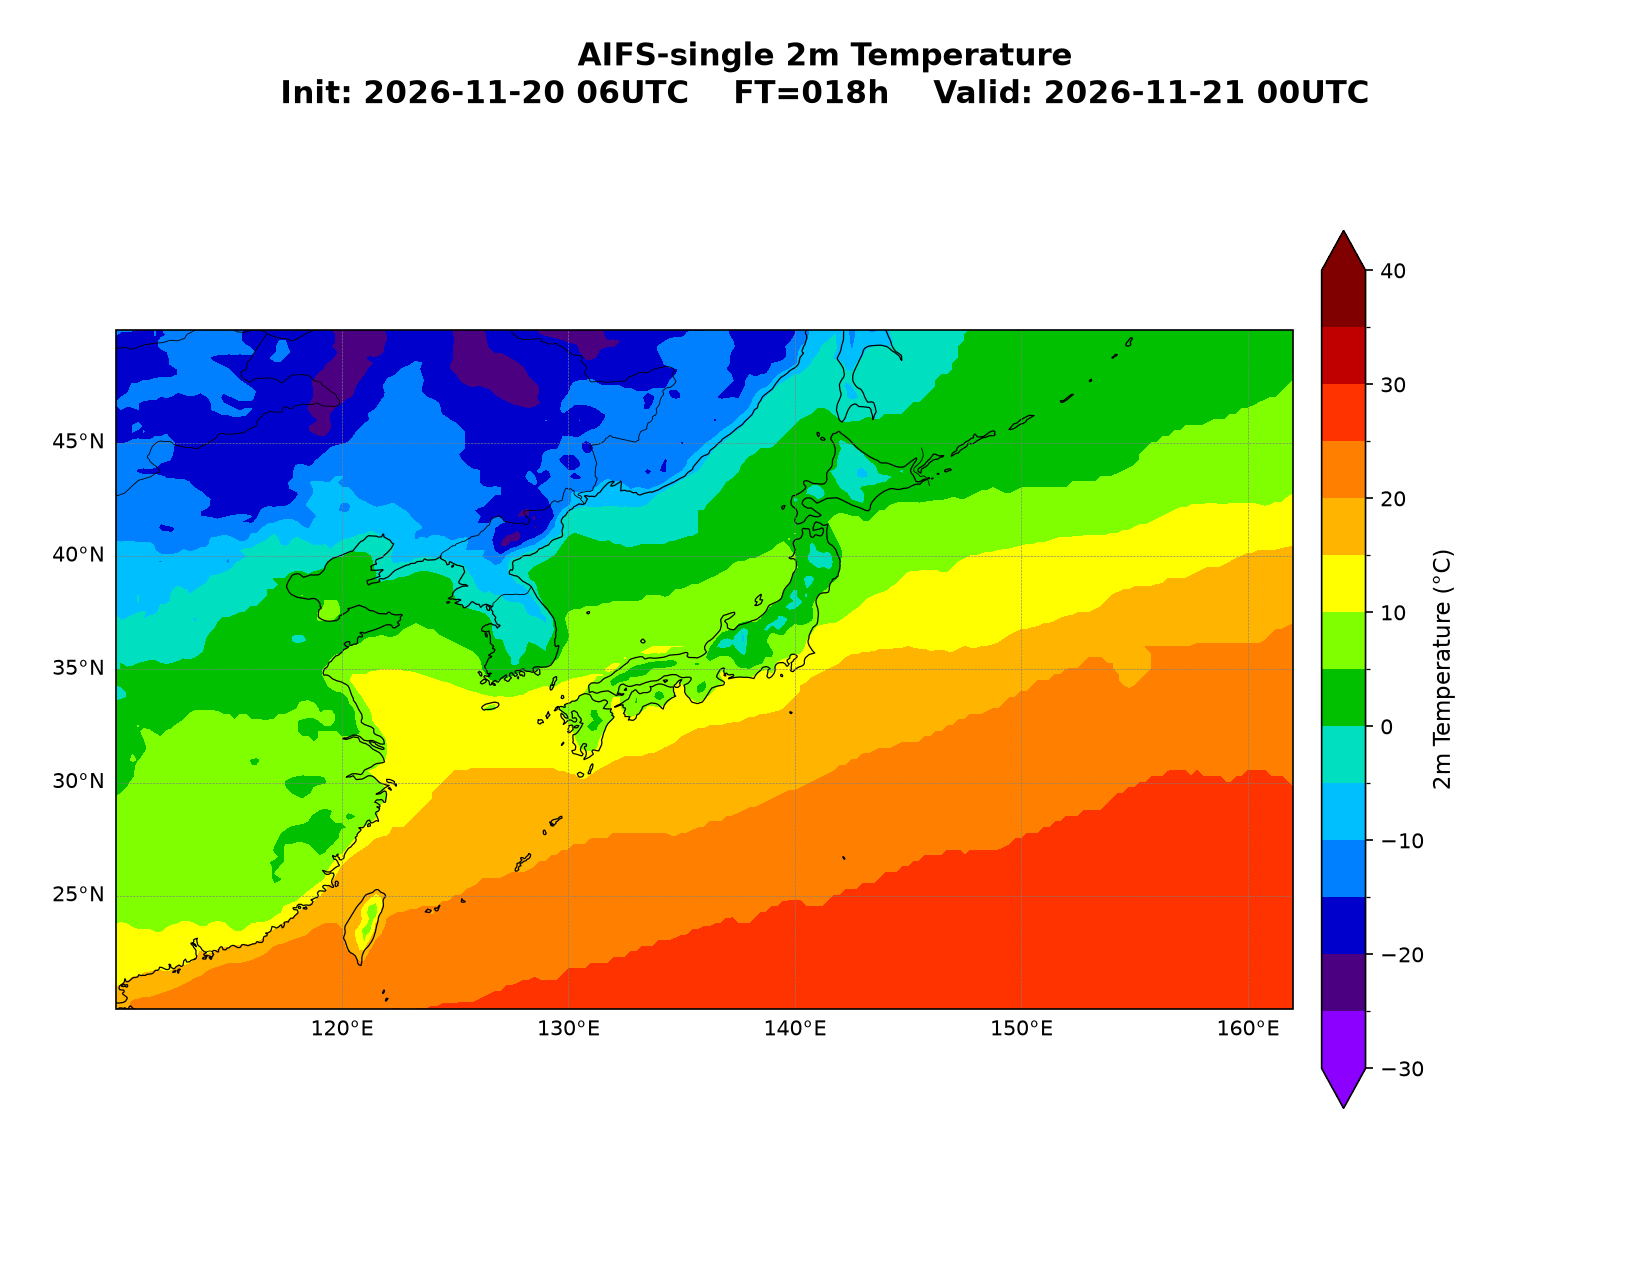 AIFS-single 2m Temperature
Init: 2026-11-20 06UTC    FT=018h    Valid: 2026-11-21 00UTC
45°N
40°N
35°N
30°N
25°N
120°E
130°E
140°E
150°E
160°E
40
30
20
10
0
−10
−20
−30
2m Temperature (°C)